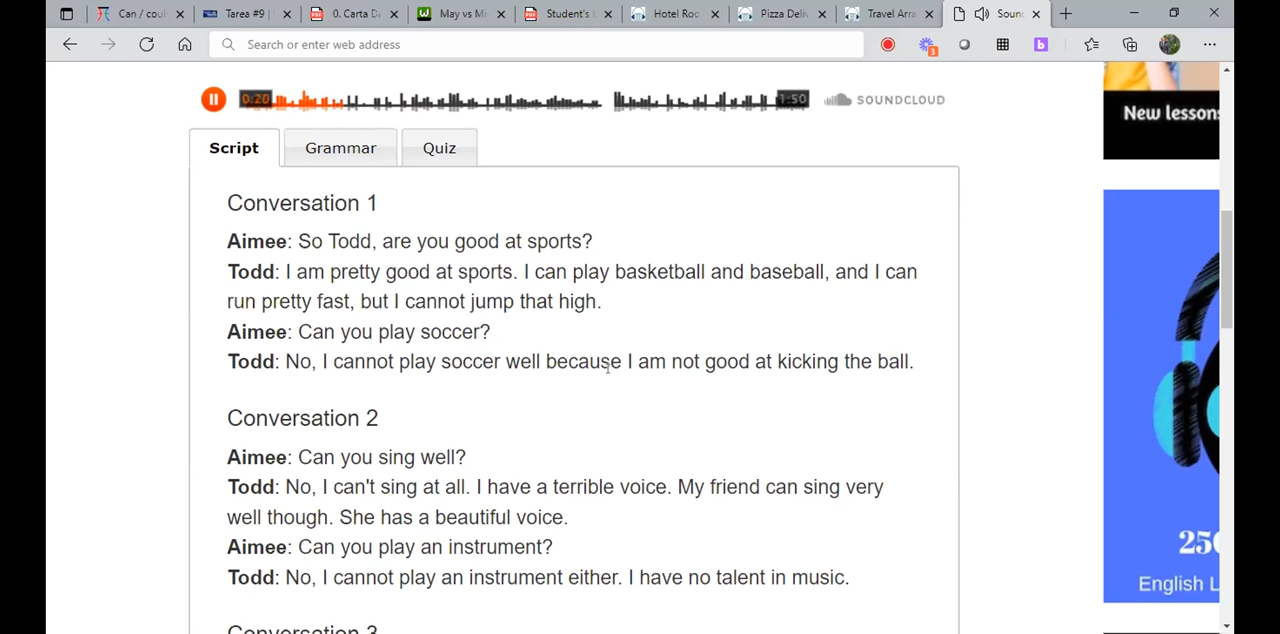 Can / coul
Tarea #9 |
0. Carta D
May vs Mi
Student's b
Hotel Roo
Pizza Deliv
Travel Arra
Soun
Search or enter web address
3
b
0:20
1:50
SOUNDCLOUD
New lessons
Script
Grammar
Quiz
Conversation 1
Aimee: So Todd, are you good at sports?
Todd: I am pretty good at sports. I can play basketball and baseball, and I can
run pretty fast, but I cannot jump that high.
Aimee: Can you play soccer?
Todd: No, I cannot play soccer well because I am not good at kicking the ball.
Conversation 2
Aimee: Can you sing well?
Todd: No, I can't sing at all. I have a terrible voice. My friend can sing very
well though. She has a beautiful voice.
Aimee: Can you play an instrument?
Todd: No, I cannot play an instrument either. I have no talent in music.
Conversation 3
250
English L